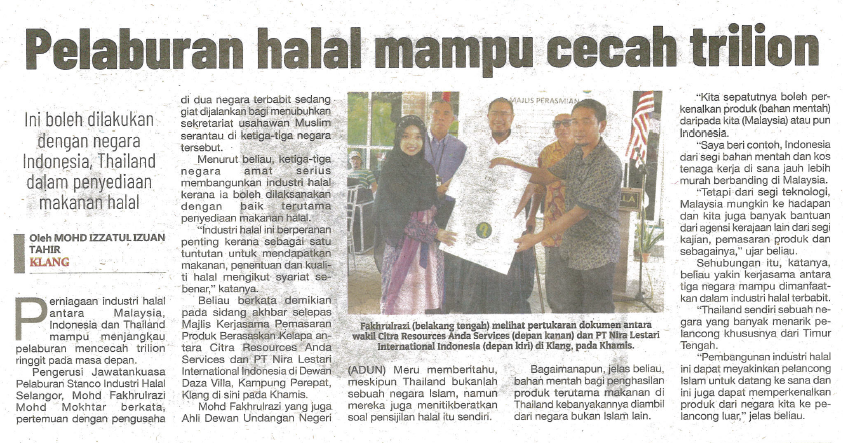 Pelaburan halal mampu cecah trilion
Ini boleh dilakukan
dengan negara
Indonesia, Thailand
dalam penyediaan
makanan halal
Oleh MOHD IZZATUL IZUAN
TAHIR
KLANG
Perniagaan industri halal
antara Malaysia,
Indonesia dan Thailand
mampu menjangkau
pelaburan mencecah trilion
ringgit pada masa depan.
Pengerusi Jawatankuasa
Pelaburan Stanco Industri Halal
Selangor, Mohd Fakhrulrazi
Mohd Mokhtar berkata,
pertemuan dengan pengusaha
di dua negara terbabit sedang
giat dijalankan bagi menubuhkan
sekretariat usahawan Muslim
serantau di ketiga-tiga negara
tersebut.
Menurut beliau, ketiga-tiga
negara amat serius
membangunkan industri halal
kerana ia boleh dilaksanakan
dengan baik terutama
penyediaan makanan halal.
“Industri halal ini berperanan
penting kerana sebagai satu
tuntutan untuk mendapatkan
makanan, penentuan dan kuali-
ti halal mengikut syariat se-
benar,” katanya.
Beliau berkata demikian
pada sidang akhbar selepas
Majlis Kerjasama Pemasaran
Produk Berasaskan Kelapa an-
tara Citra Resources Anda
Services dan PT Nira Lestari
International Indonesia di Dewan
Daza Villa, Kampung Perepat,
Klang di sini pada Khamis.
Mohd Fakhrulrazi yang juga
Ahli Dewan Undangan Negeri
MAJLIS PERASMIAN
Fakhrulrazi (belakang tengah) melihat pertukaran dokumen antara
wakil Citra Resources Anda Services (depan kanan) dan PT Nira Lestari
International Indonesia (depan kiri) di Klang, pada Khamis.
(ADUN) Meru memberitahu,
meskipun Thailand bukanlah
sebuah negara Islam, namun
mereka juga menitikberatkan
soal pensijilan halal itu sendiri.
Bagaimanapun, jelas beliau,
bahan mentah bagi penghasilan
produk terutama makanan di
Thailand kebanyakannya diambil
dari negara bukan Islam lain.
“Kita sepatutnya boleh per-
kenalkan produk (bahan mentah)
daripada kita (Malaysia) atau pun
Indonesia.
“Saya beri contoh, Indonesia
dari segi bahan mentah dan kos
tenaga kerja di sana jauh lebih
murah berbanding di Malaysia.
“Tetapi dari segi teknologi,
Malaysia mungkin ke hadapan
dan kita juga banyak bantuan
dari agensi kerajaan lain dari segi
kajian, pemasaran produk dan
sebagainya,” ujar beliau.
Sehubungan itu, katanya,
beliau yakin kerjasama antara
tiga negara mampu dimanfaat-
kan dalam industri halal terbabit.
“Thailand sendiri sebuah ne-
gara yang banyak menarik pe-
lancong khususnya dari Timur
Tengah.
“Pembangunan industri halal
ini dapat meyakinkan pelancong
Islam untuk datang ke sana dan
ini juga dapat memperkenalkan
produk dari negara kita ke pe-
lancong luar,” jelas beliau.